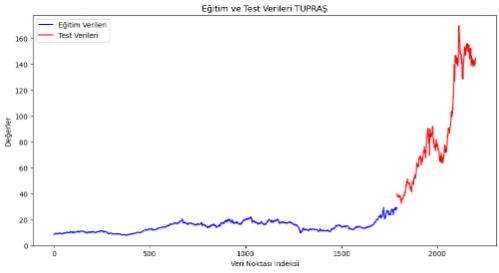 Eğitim ve Test Verileri TUPRAŞ
Eğitim Verileri
Test Verileri
Değerler
160
140
120
100
80
60
40
20
0
0
500
1000
1500
2000
Veri Noktası İndeksi